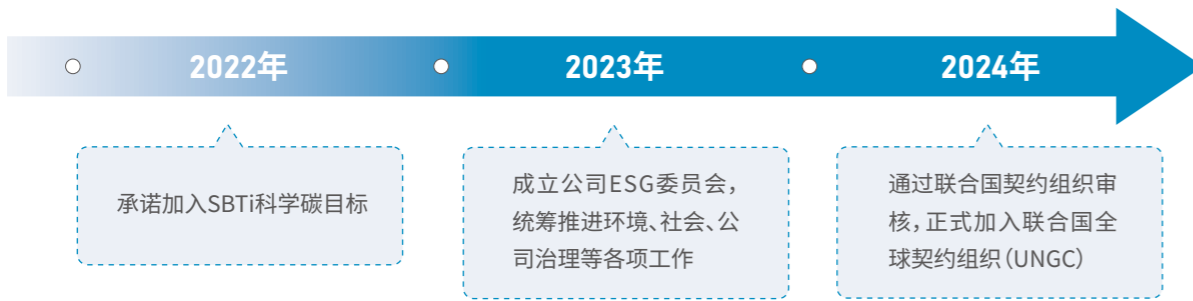 2022年
2023年
2024年
承诺加入SBTi科学碳目标
成立公司ESG委员会，
统筹推进环境、社会、公
司治理等各项工作
通过联合国契约组织审
核，正式加入联合国全
球契约组织（UNGC）